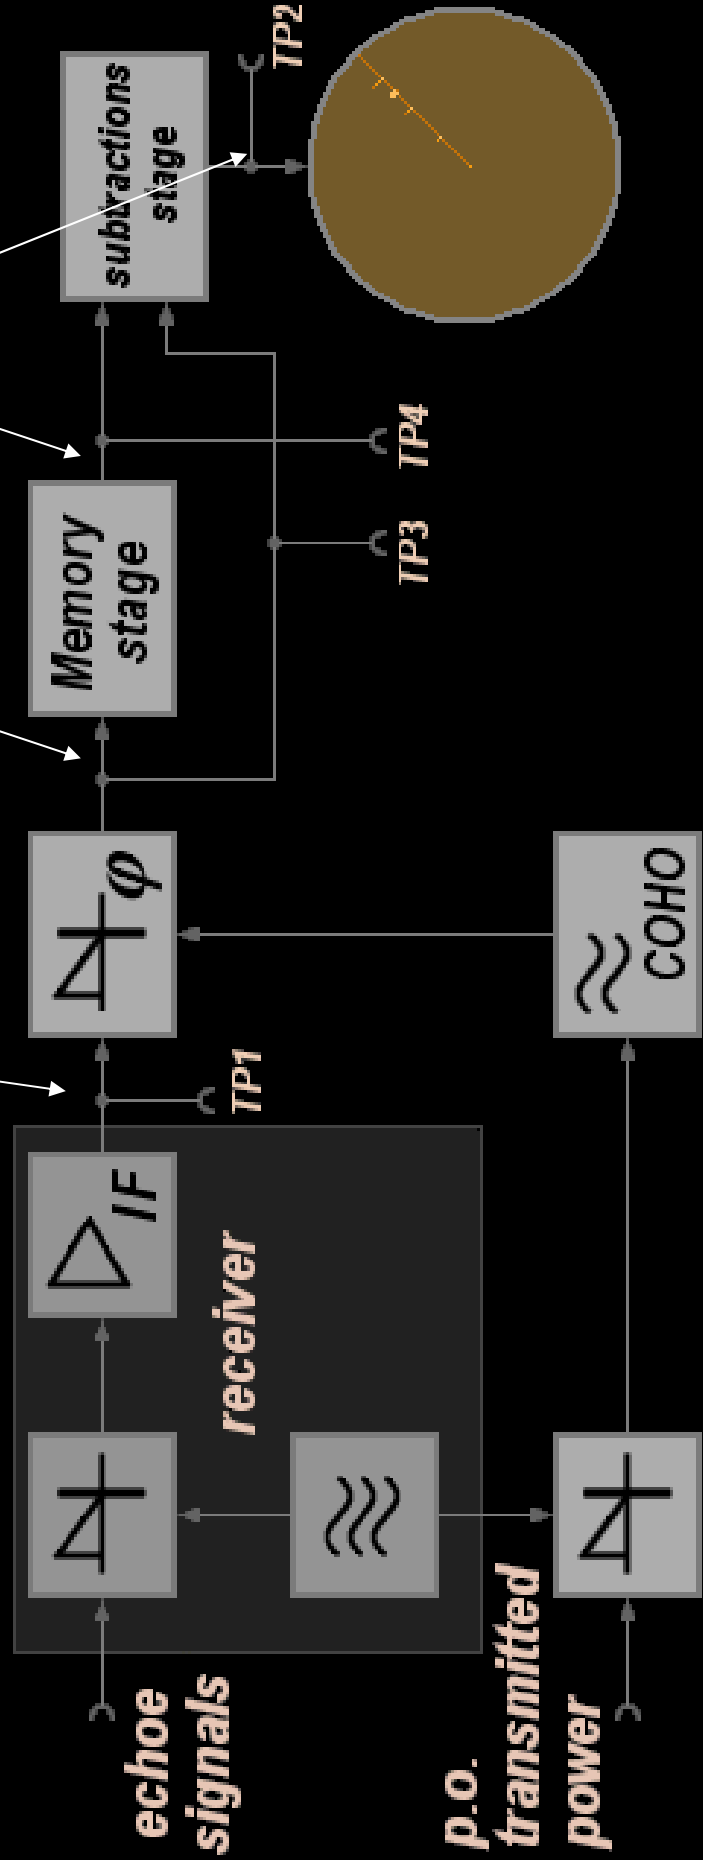 echoe
signals
p.o.
transmitted
power
receiver
IF
TP1
φ
COHO
Memory
stage
TP3
TP4
subtractions
stage
TP2